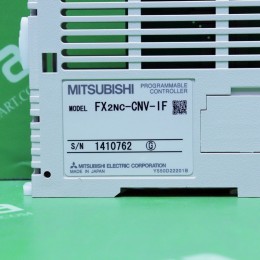 MITSUBISHI
PROGRAMMABLE
CONTROLLER
MODEL FX2NC-CNV-IF
S/N 1410762 G
MITSUBISHI ELECTRIC CORPORATION
MADE IN JAPAN